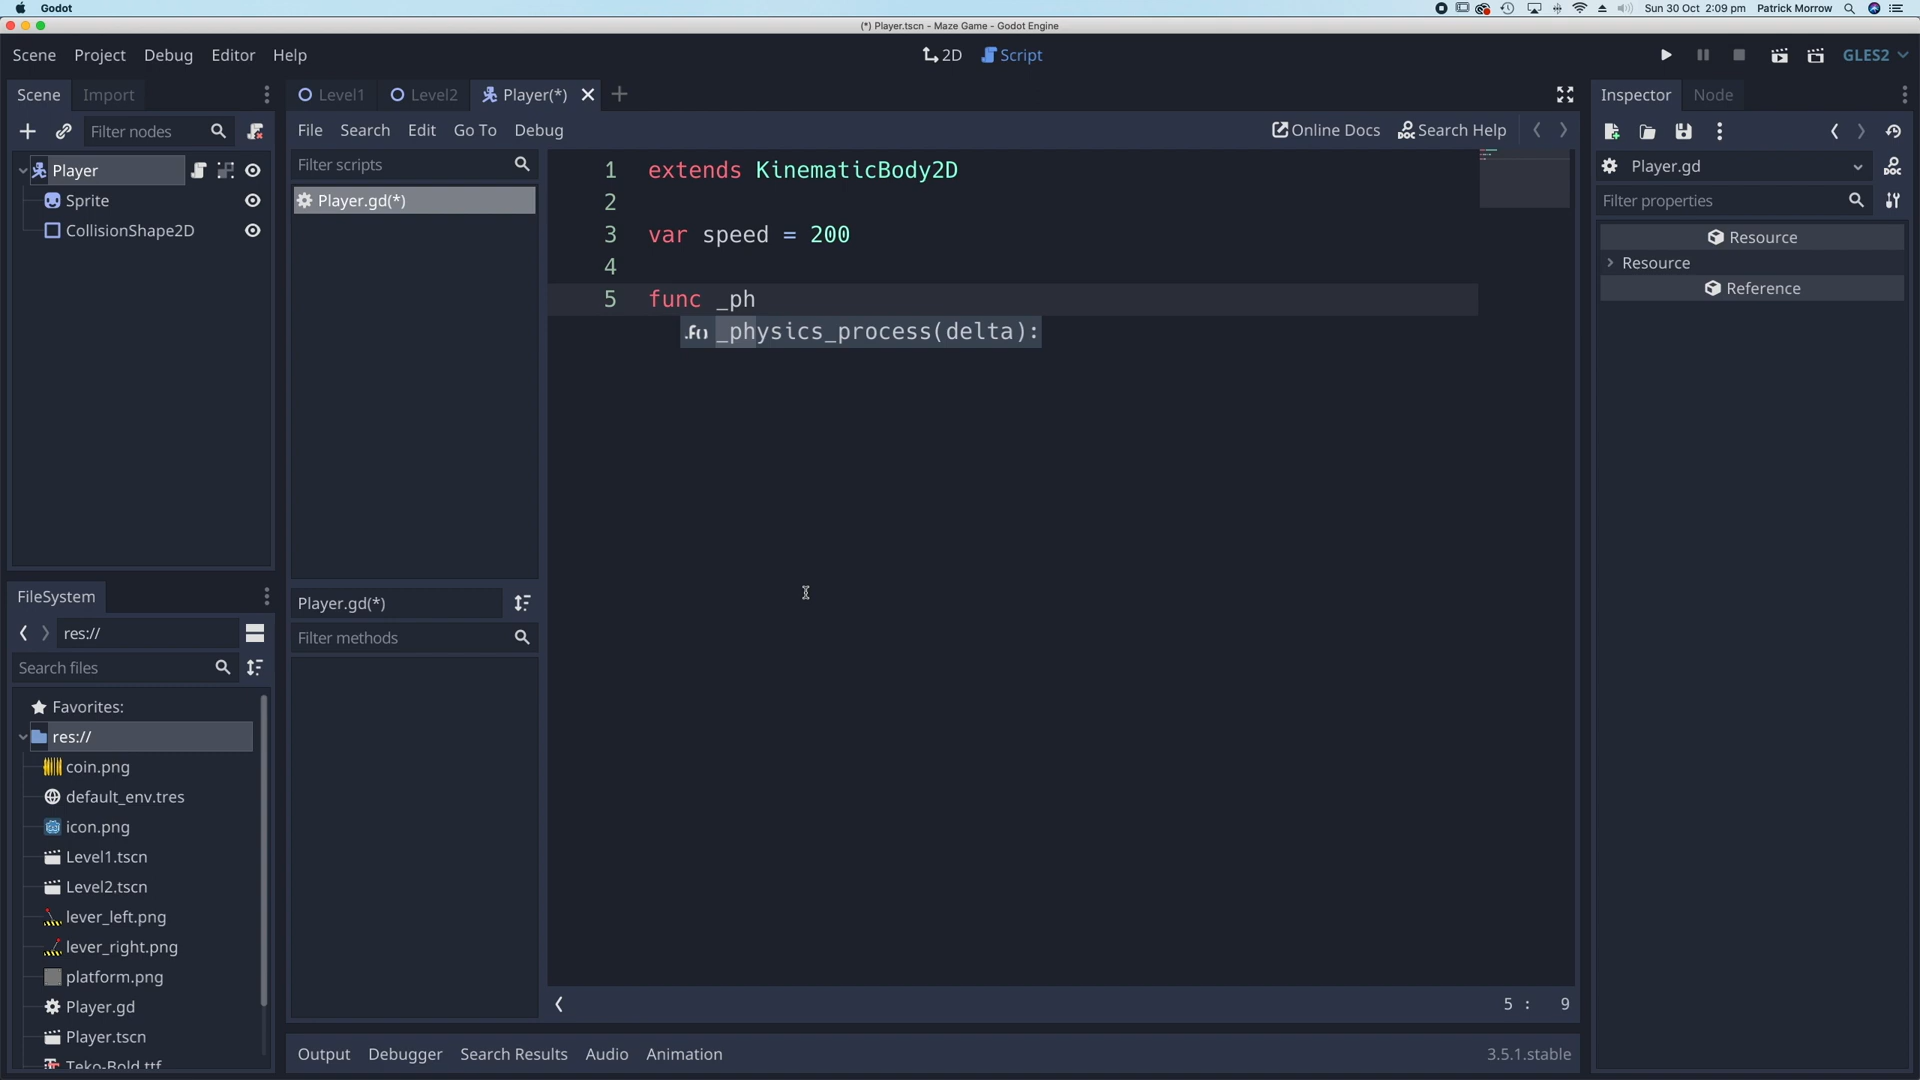 Godot
Sun 30 Oct 2:09 pm Patrick Morrow
(*) Player.tscn - Maze Game - Godot Engine
Scene Project Debug Editor Help
2D Script
GLES2
Scene Import
Level1 Level2 Player(*)
Inspector Node
Filter nodes
File Search Edit Go To Debug
Online Docs Search Help
Player
Sprite
CollisionShape2D
Filter scripts
Player.gd(*)
1 extends KinematicBody2D
2
3 var speed = 200
4
5 func _ph
_physics_process(delta):
Player.gd
Filter properties
Resource
Resource
Reference
FileSystem
res://
Search files
Favorites:
res://
coin.png
default_env.tres
icon.png
Level1.tscn
Level2.tscn
lever_left.png
lever_right.png
platform.png
Player.gd
Player.tscn
Teko-Bold.ttf
Player.gd(*)
Filter methods
5 : 9
Output Debugger Search Results Audio Animation
3.5.1.stable